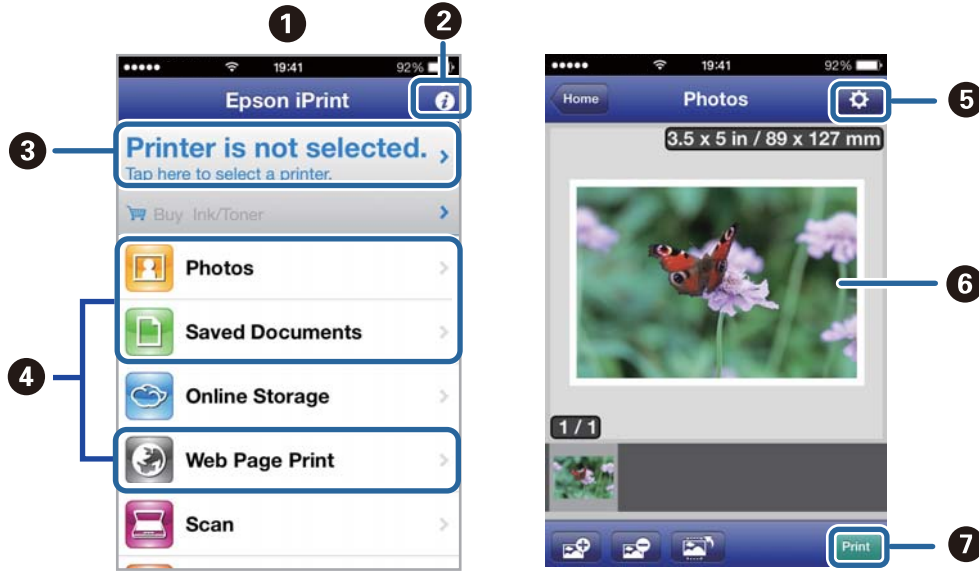 1
2
19:41
92%
Epson iPrint
i
3
Printer is not selected.
Tap here to select a printer.
Buy Ink/Toner
Photos
Saved Documents
4
Online Storage
Web Page Print
Scan
19:41
92%
Home
Photos
5
3.5 x 5 in / 89 x 127 mm
6
1 / 1
Print
7